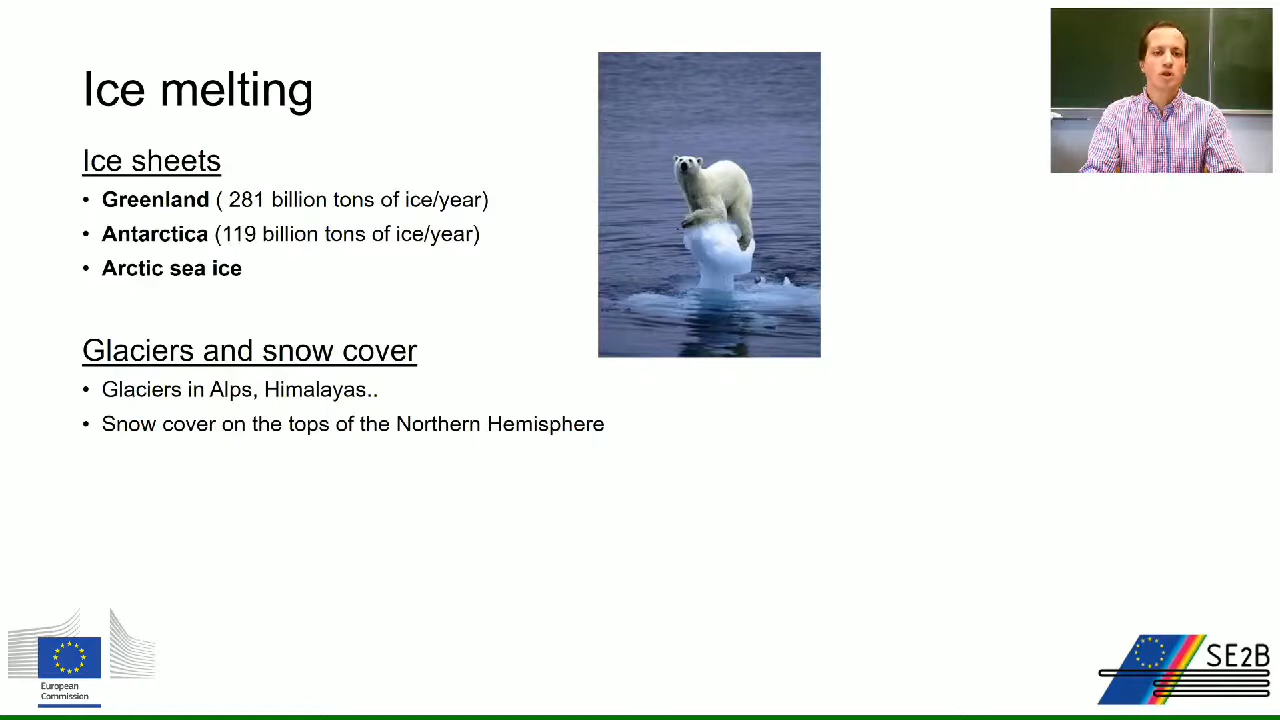 Ice melting
Ice sheets
• Greenland ( 281 billion tons of ice/year)
• Antarctica (119 billion tons of ice/year)
• Arctic sea ice
Glaciers and snow cover
• Glaciers in Alps, Himalayas..
• Snow cover on the tops of the Northern Hemisphere
European
Commission
SE2B